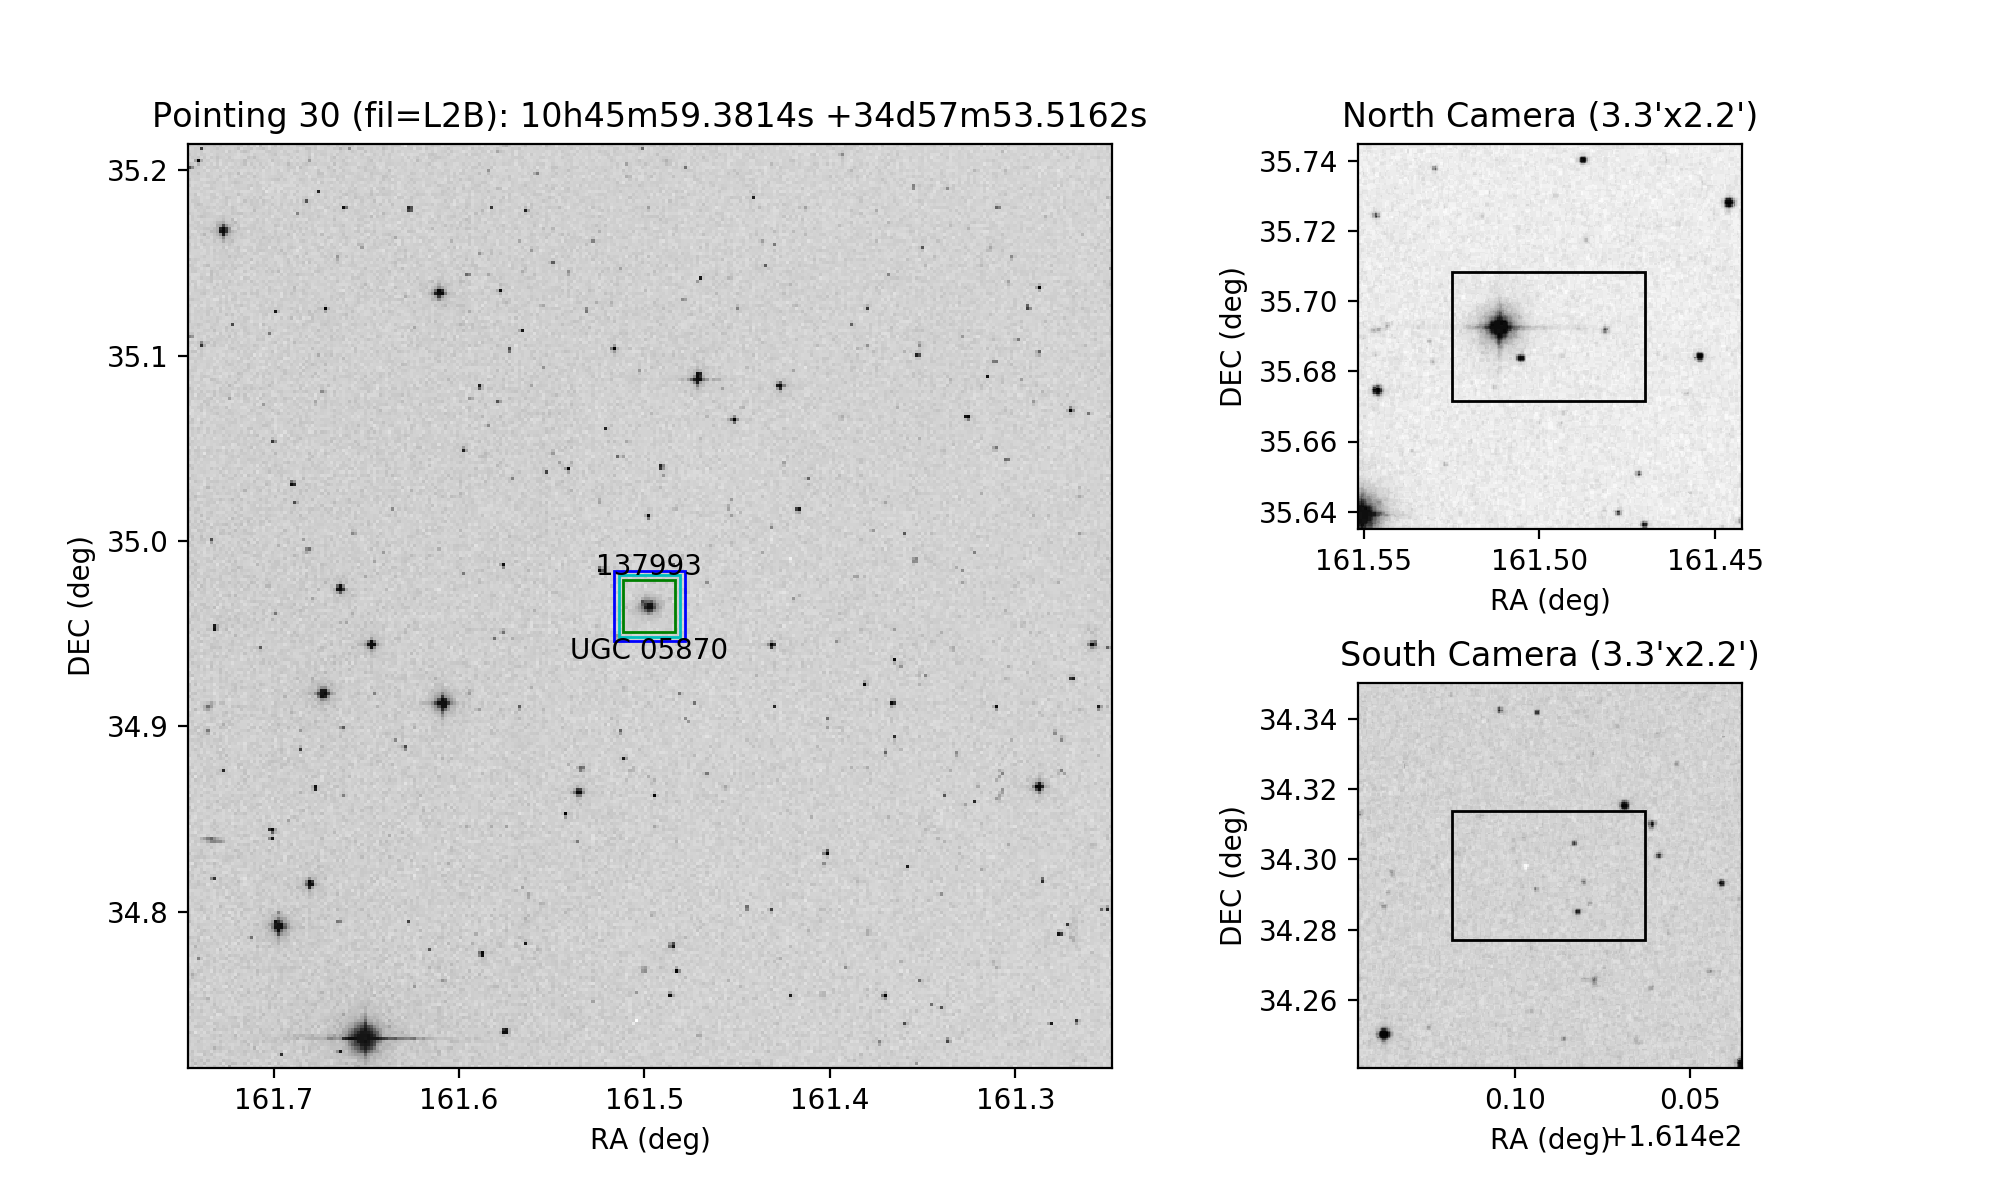 Pointing 30 (fil=L2B): 10h45m59.3814s +34d57m53.5162s
35.2
35.1
35.0
34.9
34.8
DEC (deg)
137993
UGC 05870
161.7 161.6 161.5 161.4 161.3
RA (deg)
North Camera (3.3'x2.2')
35.74
35.72
35.70
35.68
35.66
35.64
DEC (deg)
161.55 161.50 161.45
RA (deg)
South Camera (3.3'x2.2')
34.34
34.32
34.30
34.28
34.26
DEC (deg)
0.10 0.05
RA (deg) +1.614e2